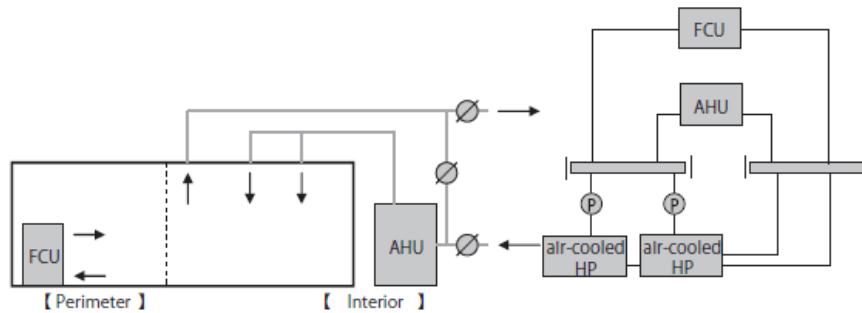 FCU
AHU
P
P
FCU
AHU
air-cooled
HP
air-cooled
HP
【 Perimeter 】
【 Interior 】